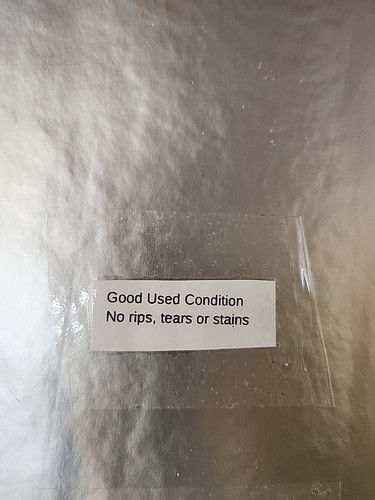 Good Used Condition
No rips, tears or stains